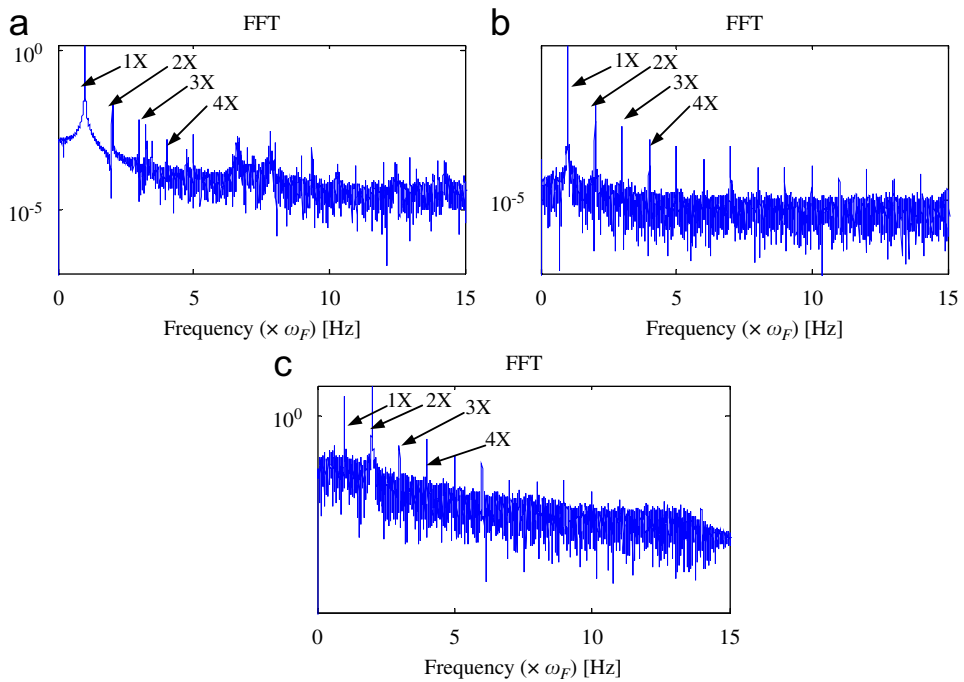 a
FFT
10^0
1X
2X
3X
4X
10^-5
0 5 10 15
Frequency (× ω_F) [Hz]
b
FFT
10^0
1X
2X
3X
4X
10^-5
0 5 10 15
Frequency (× ω_F) [Hz]
c
FFT
10^0
1X
2X
3X
4X
0 5 10 15
Frequency (× ω_F) [Hz]